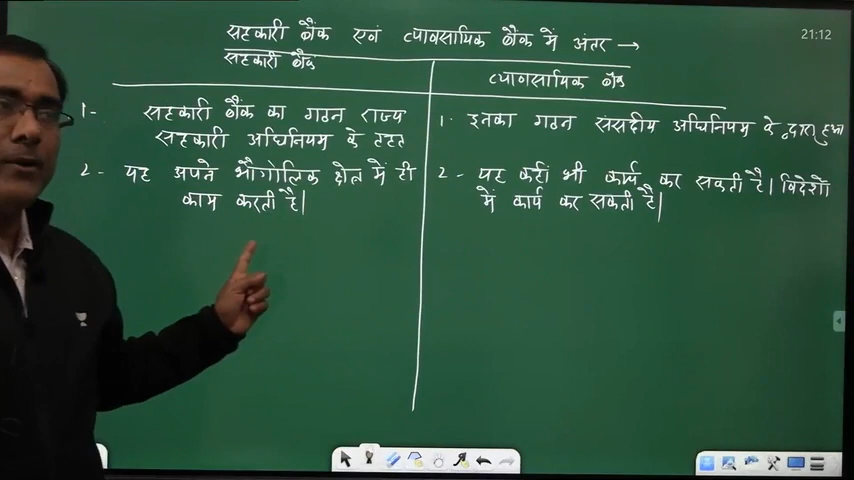 सहकारी बैंक एवं व्यावसायिक बैंक में अंतर →
21:12
सहकारी बैंक
व्यावसायिक बैंक
1- सहकारी बैंक का गठन राज्य
सहकारी अधिनियम के तहत
2- यह अपने भौगोलिक क्षेत्र में ही
काम करती है।
1. इनका गठन संसदीय अधिनियम के द्वारा हुआ
2- यह कहीं भी कार्य कर सकती है। विदेशों
में कार्य कर सकती है।